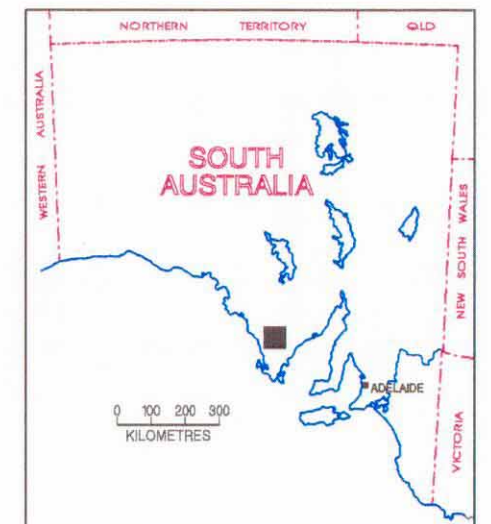 NORTHERN TERRITORY QLD
WESTERN AUSTRALIA
SOUTH
AUSTRALIA
NEW SOUTH WALES
ADELAIDE
0 100 200 300
KILOMETRES
VICTORIA